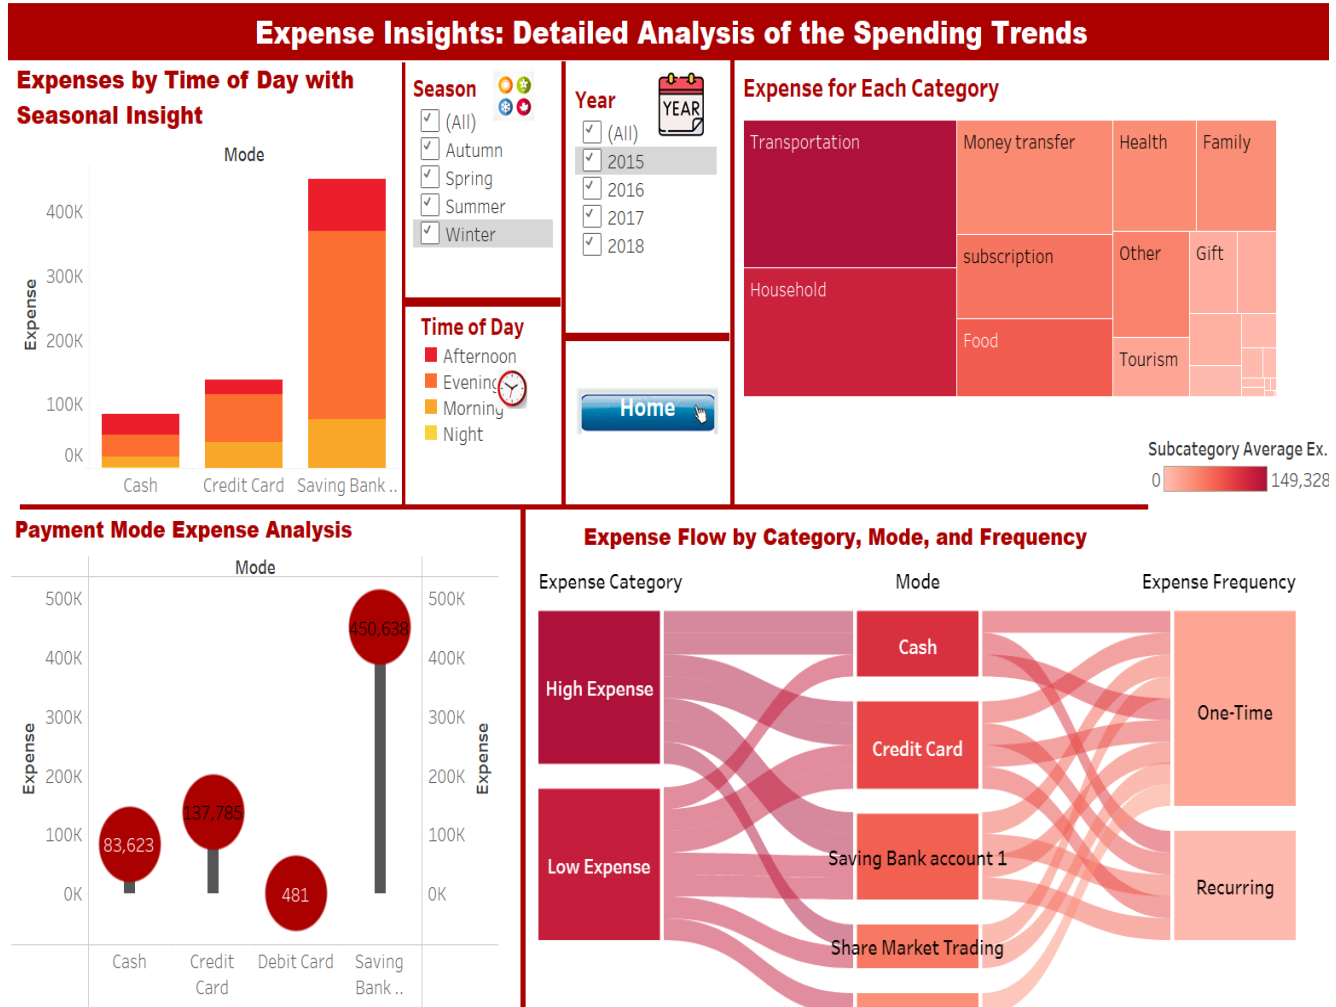 Expense Insights: Detailed Analysis of the Spending Trends
Expenses by Time of Day with
Seasonal Insight
Mode
Expense
400K
300K
200K
100K
0K
Cash
Credit Card
Saving Bank ..
Season
(All)
Autumn
Spring
Summer
Winter
Time of Day
Afternoon
Evening
Morning
Night
Year
YEAR
(All)
2015
2016
2017
2018
Home
Expense for Each Category
Transportation
Household
Money transfer
subscription
Food
Health
Family
Other
Gift
Tourism
Subcategory Average Ex.
0
149,328
Payment Mode Expense Analysis
Mode
Expense
500K
400K
300K
200K
100K
0K
83,623
137,785
481
450,638
500K
400K
300K
200K
100K
0K
Expense
Cash
Credit
Card
Debit Card
Saving
Bank ..
Expense Flow by Category, Mode, and Frequency
Expense Category
Mode
Expense Frequency
High Expense
Low Expense
Cash
Credit Card
Saving Bank account 1
Share Market Trading
One-Time
Recurring